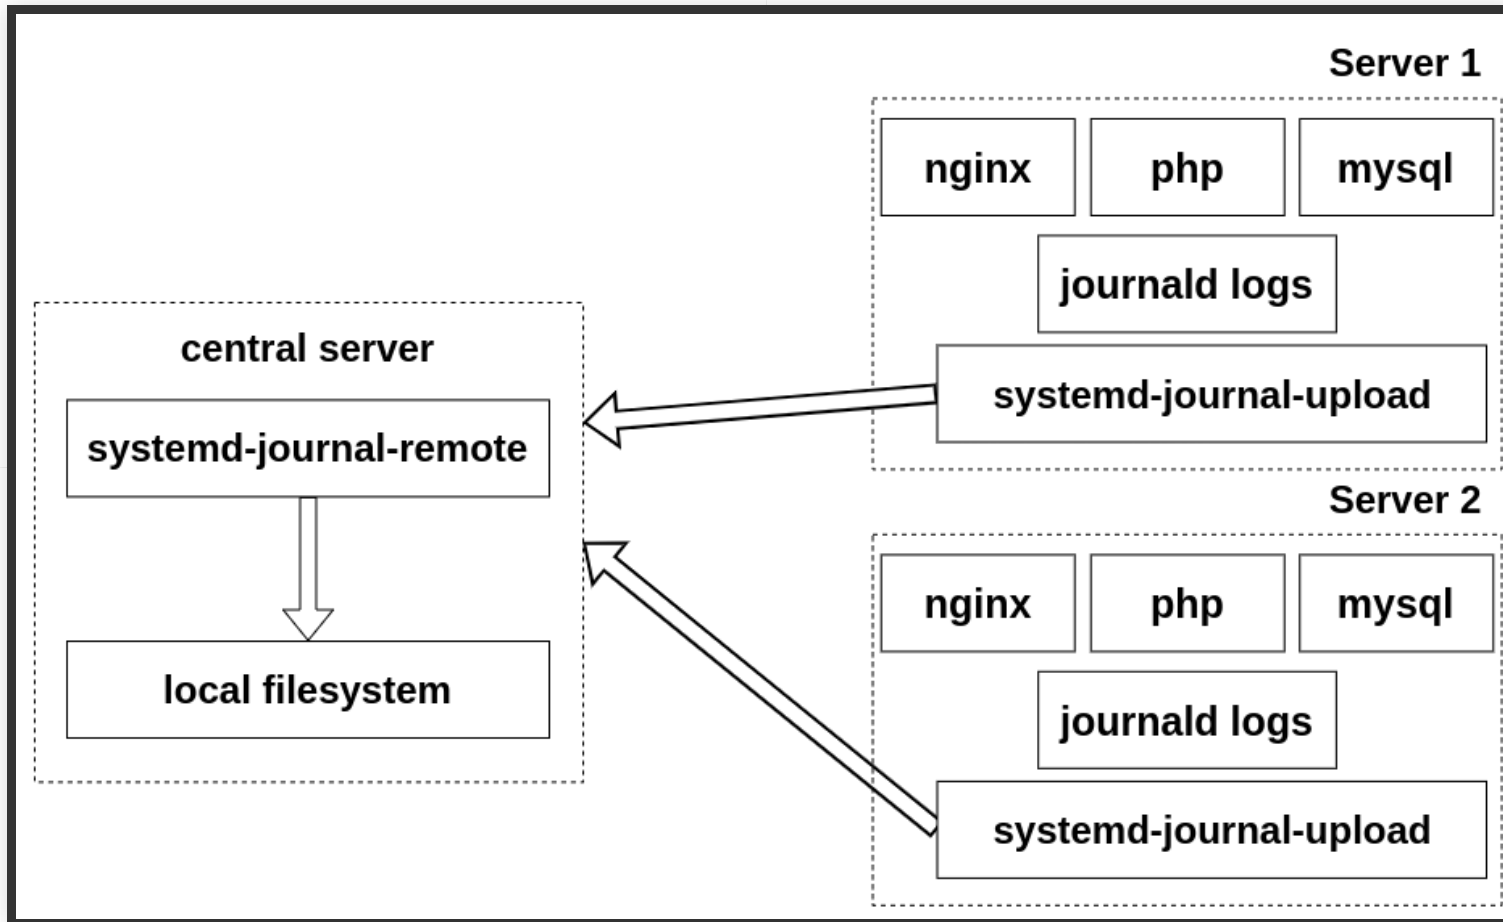 Server 1
nginx
php
mysql
journald logs
systemd-journal-upload
central server
systemd-journal-remote
local filesystem
Server 2
nginx
php
mysql
journald logs
systemd-journal-upload